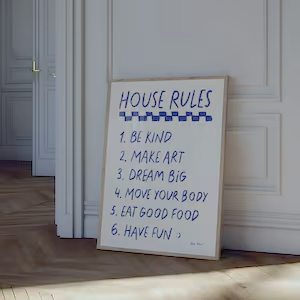 HOUSE RULES
1. BE KIND
2. MAKE ART
3. DREAM BIG
4. MOVE YOUR BODY
5. EAT GOOD FOOD
6. HAVE FUN :)